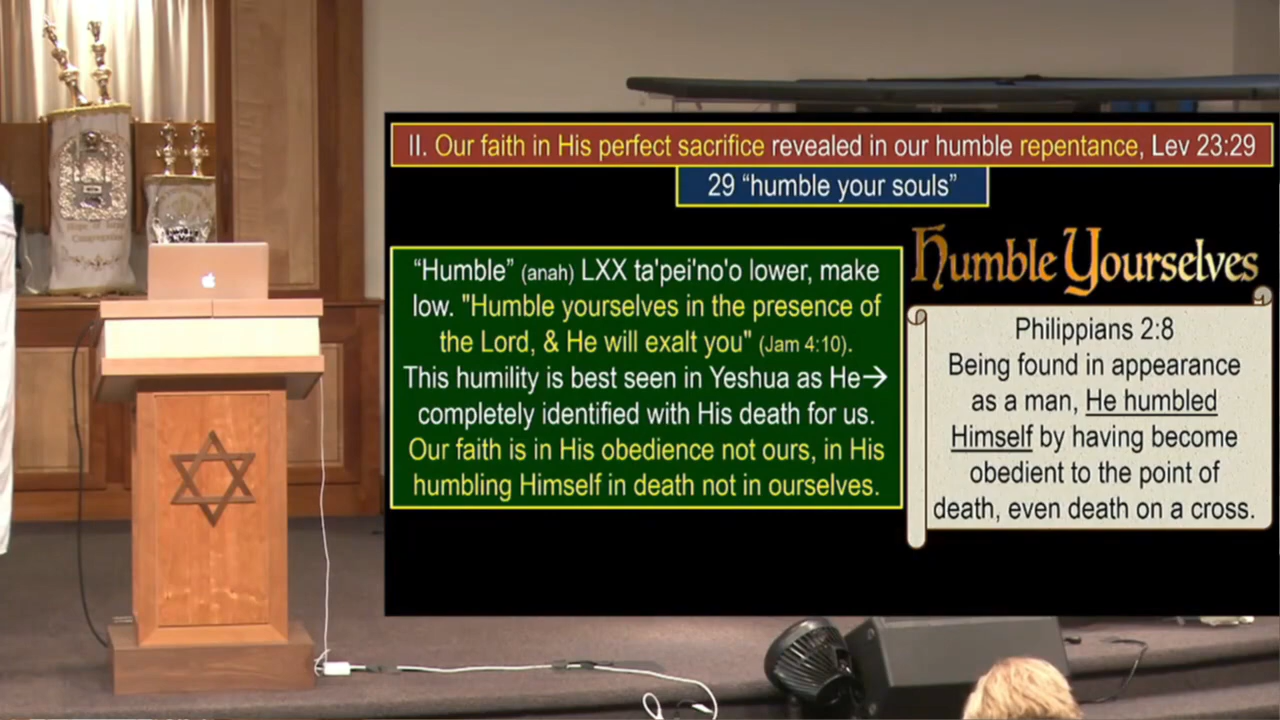 II. Our faith in His perfect sacrifice revealed in our humble repentance, Lev 23:29
29 “humble your souls”
“Humble” (anah) LXX ta'pei'no'o lower, make
low. "Humble yourselves in the presence of
the Lord, & He will exalt you" (Jam 4:10).
This humility is best seen in Yeshua as He→
completely identified with His death for us.
Our faith is in His obedience not ours, in His
humbling Himself in death not in ourselves.
Humble Yourselves
Philippians 2:8
Being found in appearance
as a man, He humbled
Himself by having become
obedient to the point of
death, even death on a cross.
Hope of Israel
Congregation